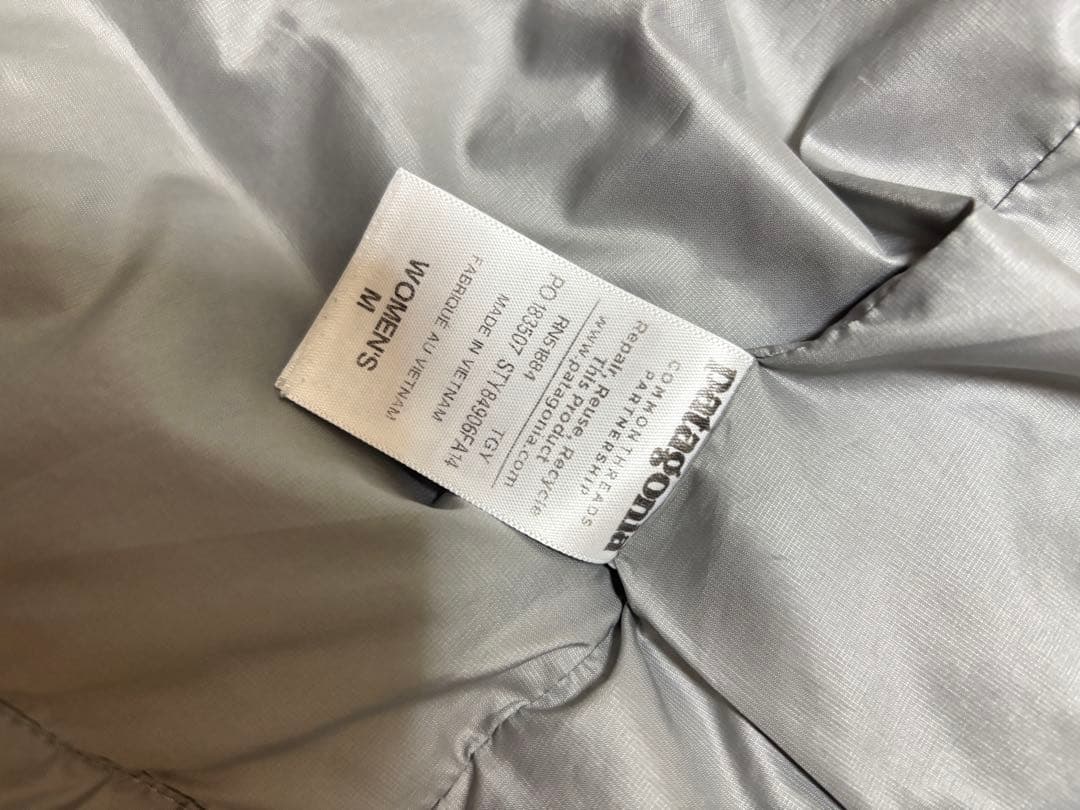 patagonia
COMMON THREADS
PARTNERSHIP
Repair, Reuse, Recycle
This product
www.patagonia.com
RN51884 TGY
PO 183507 STY84906FA14
MADE IN VIETNAM
FABRIQUÉ AU VIETNAM
WOMEN'S
M